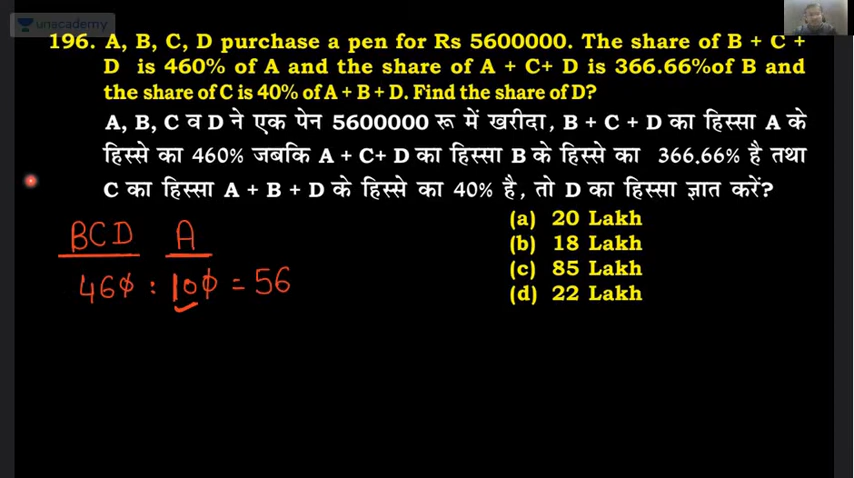 unacademy
196. A, B, C, D purchase a pen for Rs 5600000. The share of B + C +
D is 460% of A and the share of A + C+ D is 366.66%of B and
the share of C is 40% of A + B + D. Find the share of D?
A, B, C व D ने एक पेन 5600000 रू में खरीदा, B + C + D का हिस्सा A के
हिस्से का 460% जबकि A + C+ D का हिस्सा B के हिस्से का 366.66% है तथा
C का हिस्सा A + B + D के हिस्से का 40% है, तो D का हिस्सा ज्ञात करें?
(a) 20 Lakh
(b) 18 Lakh
(c) 85 Lakh
(d) 22 Lakh
BCD A
460 : 100 = 56